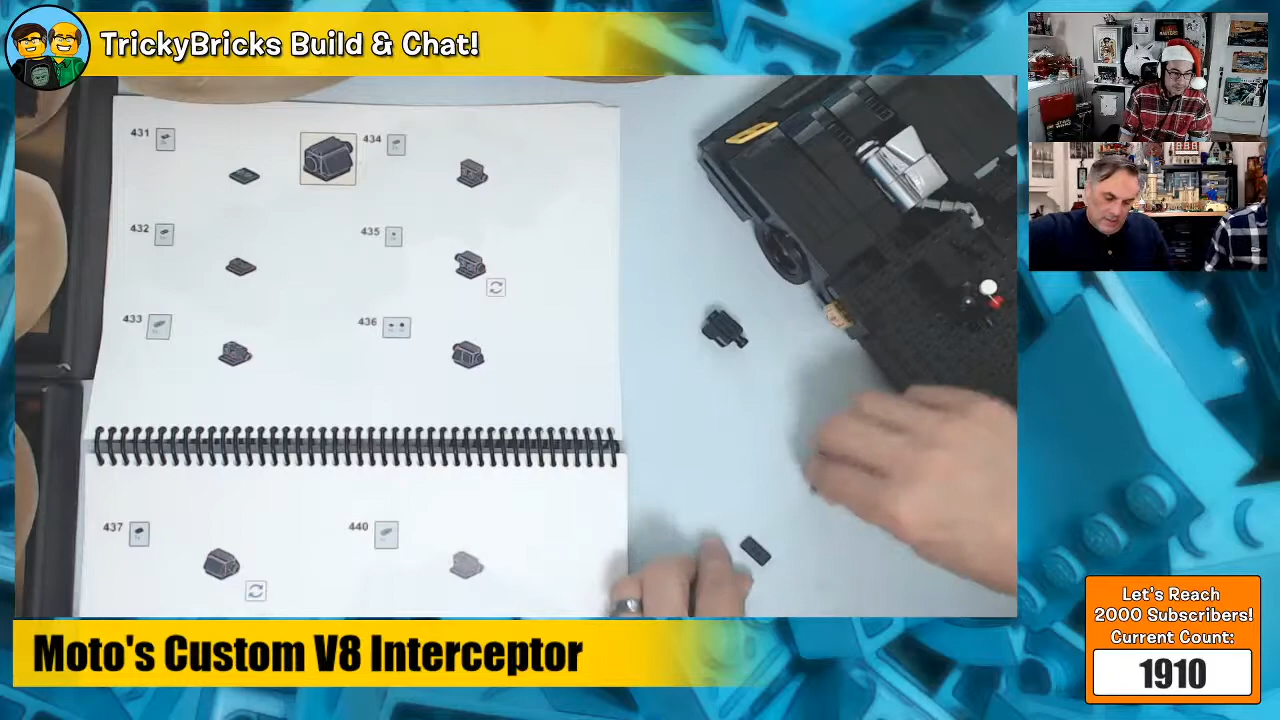 TrickyBricks Build & Chat!
431
434
432
435
433
436
437
440
Moto's Custom V8 Interceptor
Let's Reach
2000 Subscribers!
Current Count:
1910